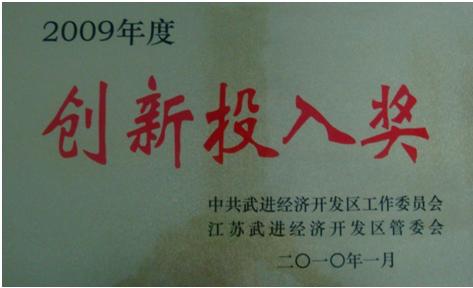 2009年度
创新投入奖
中共武进经济开发区工作委员会
江苏武进经济开发区管委会
二〇一〇年一月